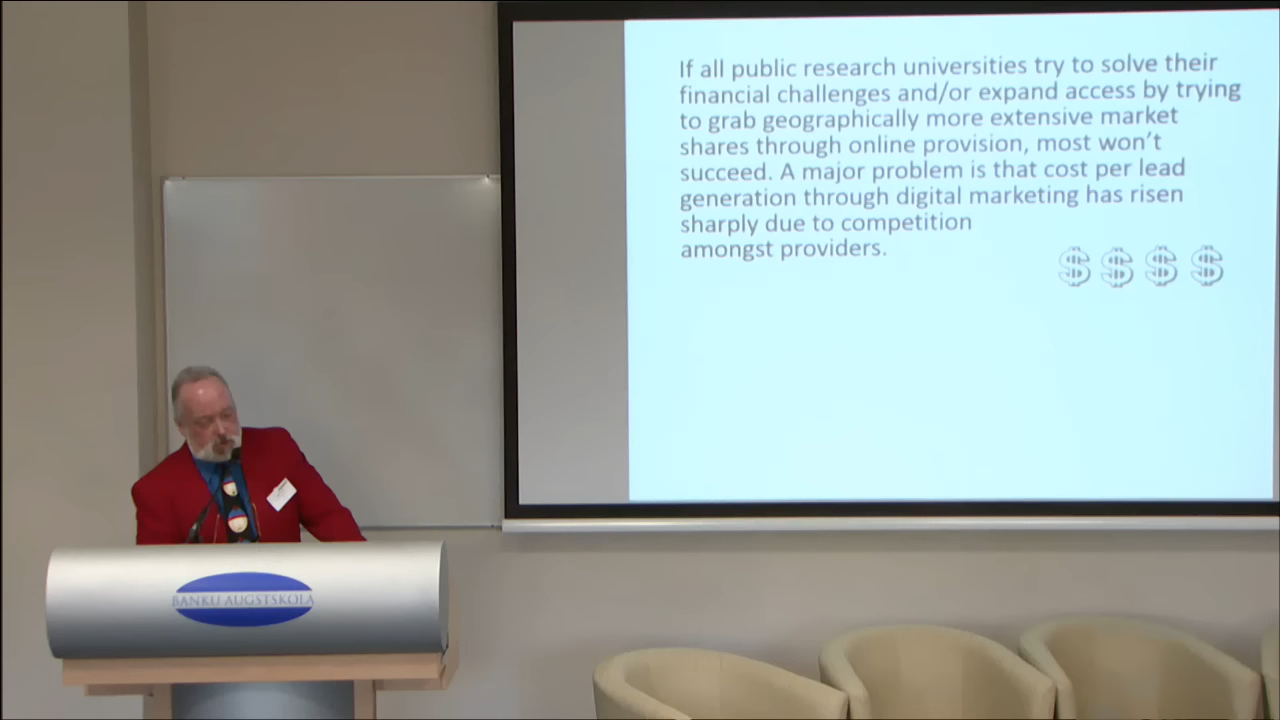 If all public research universities try to solve their
financial challenges and/or expand access by trying
to grab geographically more extensive market
shares through online provision, most won't
succeed. A major problem is that cost per lead
generation through digital marketing has risen
sharply due to competition
amongst providers.
$ $ $ $
BANKU AUGSTSKOLA